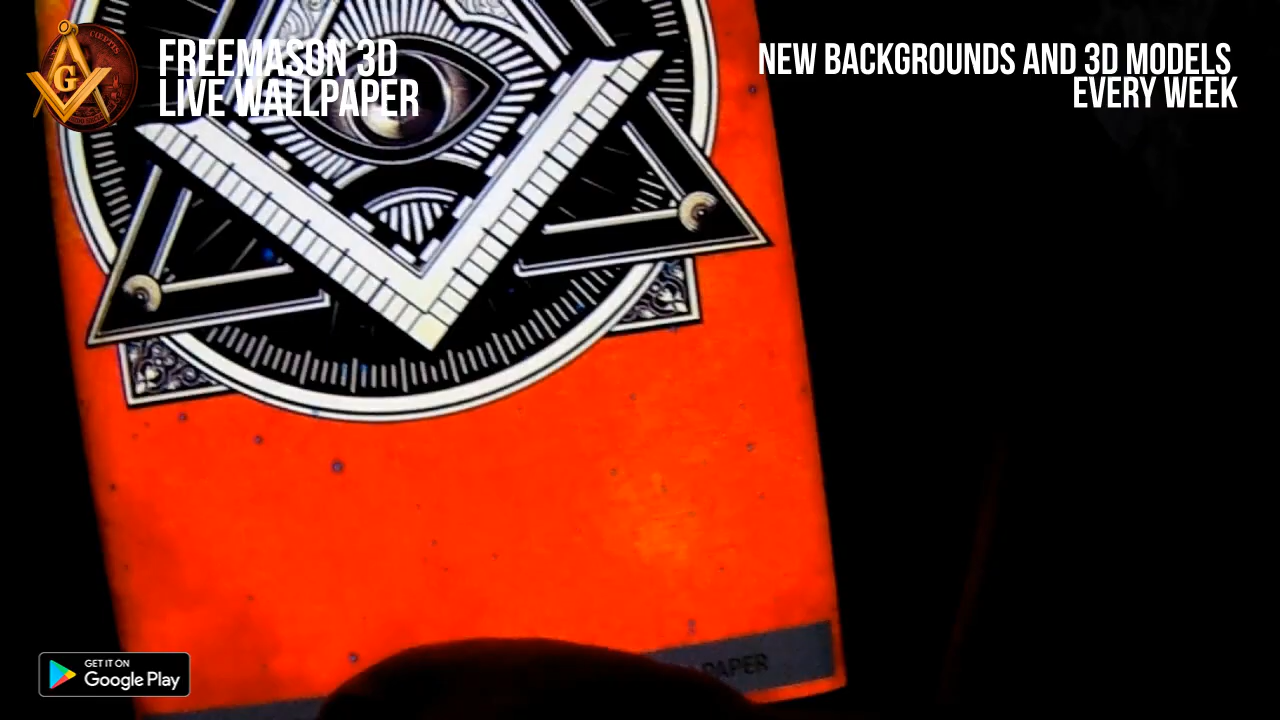 FREEMASON 3D
LIVE WALLPAPER
NEW BACKGROUNDS AND 3D MODELS
EVERY WEEK
G
GET IT ON
Google Play